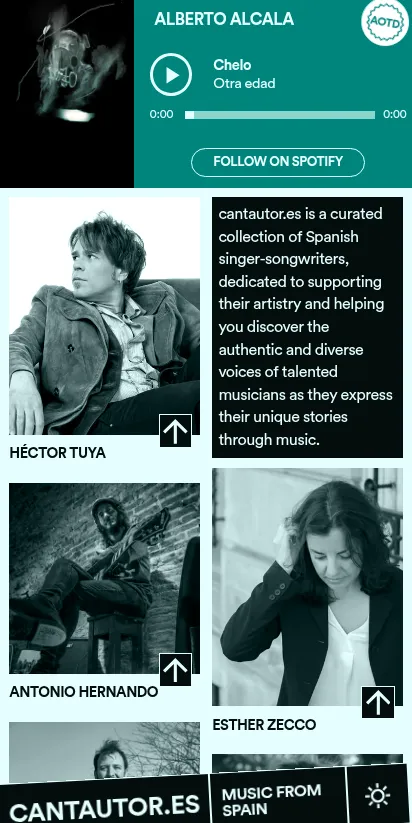 ALBERTO ALCALA
AOTD
Chelo
Otra edad
0:00
0:00
FOLLOW ON SPOTIFY
cantautor.es is a curated
collection of Spanish
singer-songwriters,
dedicated to supporting
their artistry and helping
you discover the
authentic and diverse
voices of talented
musicians as they express
their unique stories
through music.
HÉCTOR TUYA
ANTONIO HERNANDO
ESTHER ZECCO
CANTAUTOR.ES
MUSIC FROM
SPAIN